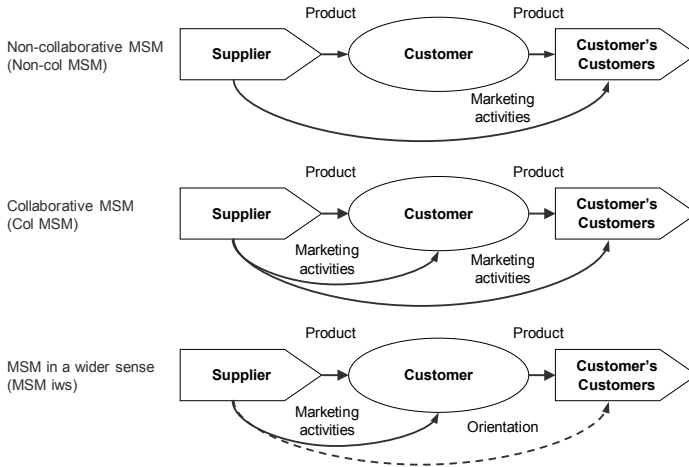 Product Product
Non-collaborative MSM
(Non-col MSM)
Supplier
Customer
Customer's
Customers
Marketing
activities
Product Product
Collaborative MSM
(Col MSM)
Supplier
Customer
Customer's
Customers
Marketing
activities
Marketing
activities
Product Product
MSM in a wider sense
(MSM iws)
Supplier
Customer
Customer's
Customers
Marketing
activities
Orientation